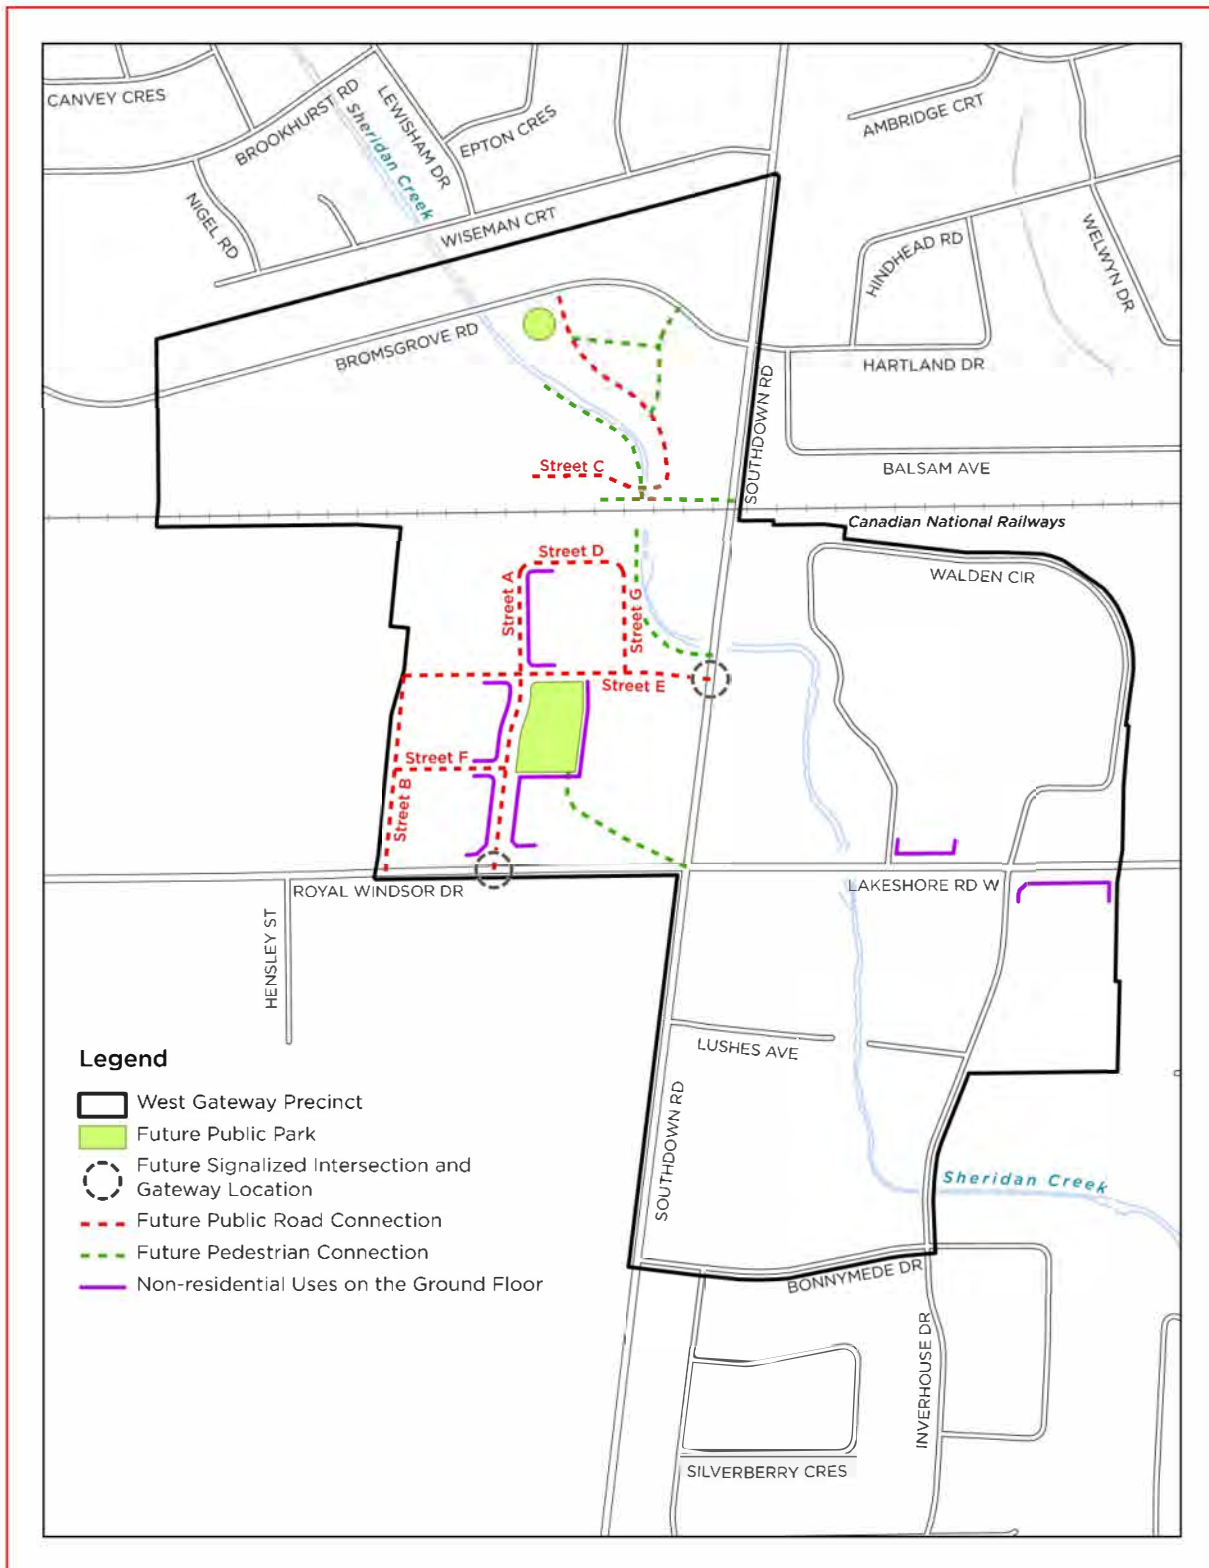 CANVEY CRES
BROOKHURST RD
LEWISHAM DR
EPTON CRES
AMBRIDGE CRT
Sheridan Creek
NIGEL RD
WISEMAN CRT
HINDHEAD RD
WELWYN DR
BROMSGROVE RD
HARTLAND DR
SOUTHDOWN RD
Street C
BALSAM AVE
Canadian National Railways
Street D
WALDEN CIR
Street A
Street G
Street E
Street F
Street B
ROYAL WINDSOR DR
LAKESHORE RD W
HENSLEY ST
LUSHES AVE
SOUTHDOWN RD
Sheridan Creek
BONNYMEDE DR
INVERHOUSE DR
SILVERBERRY CRES
Legend
West Gateway Precinct
Future Public Park
Future Signalized Intersection and
Gateway Location
Future Public Road Connection
Future Pedestrian Connection
Non-residential Uses on the Ground Floor